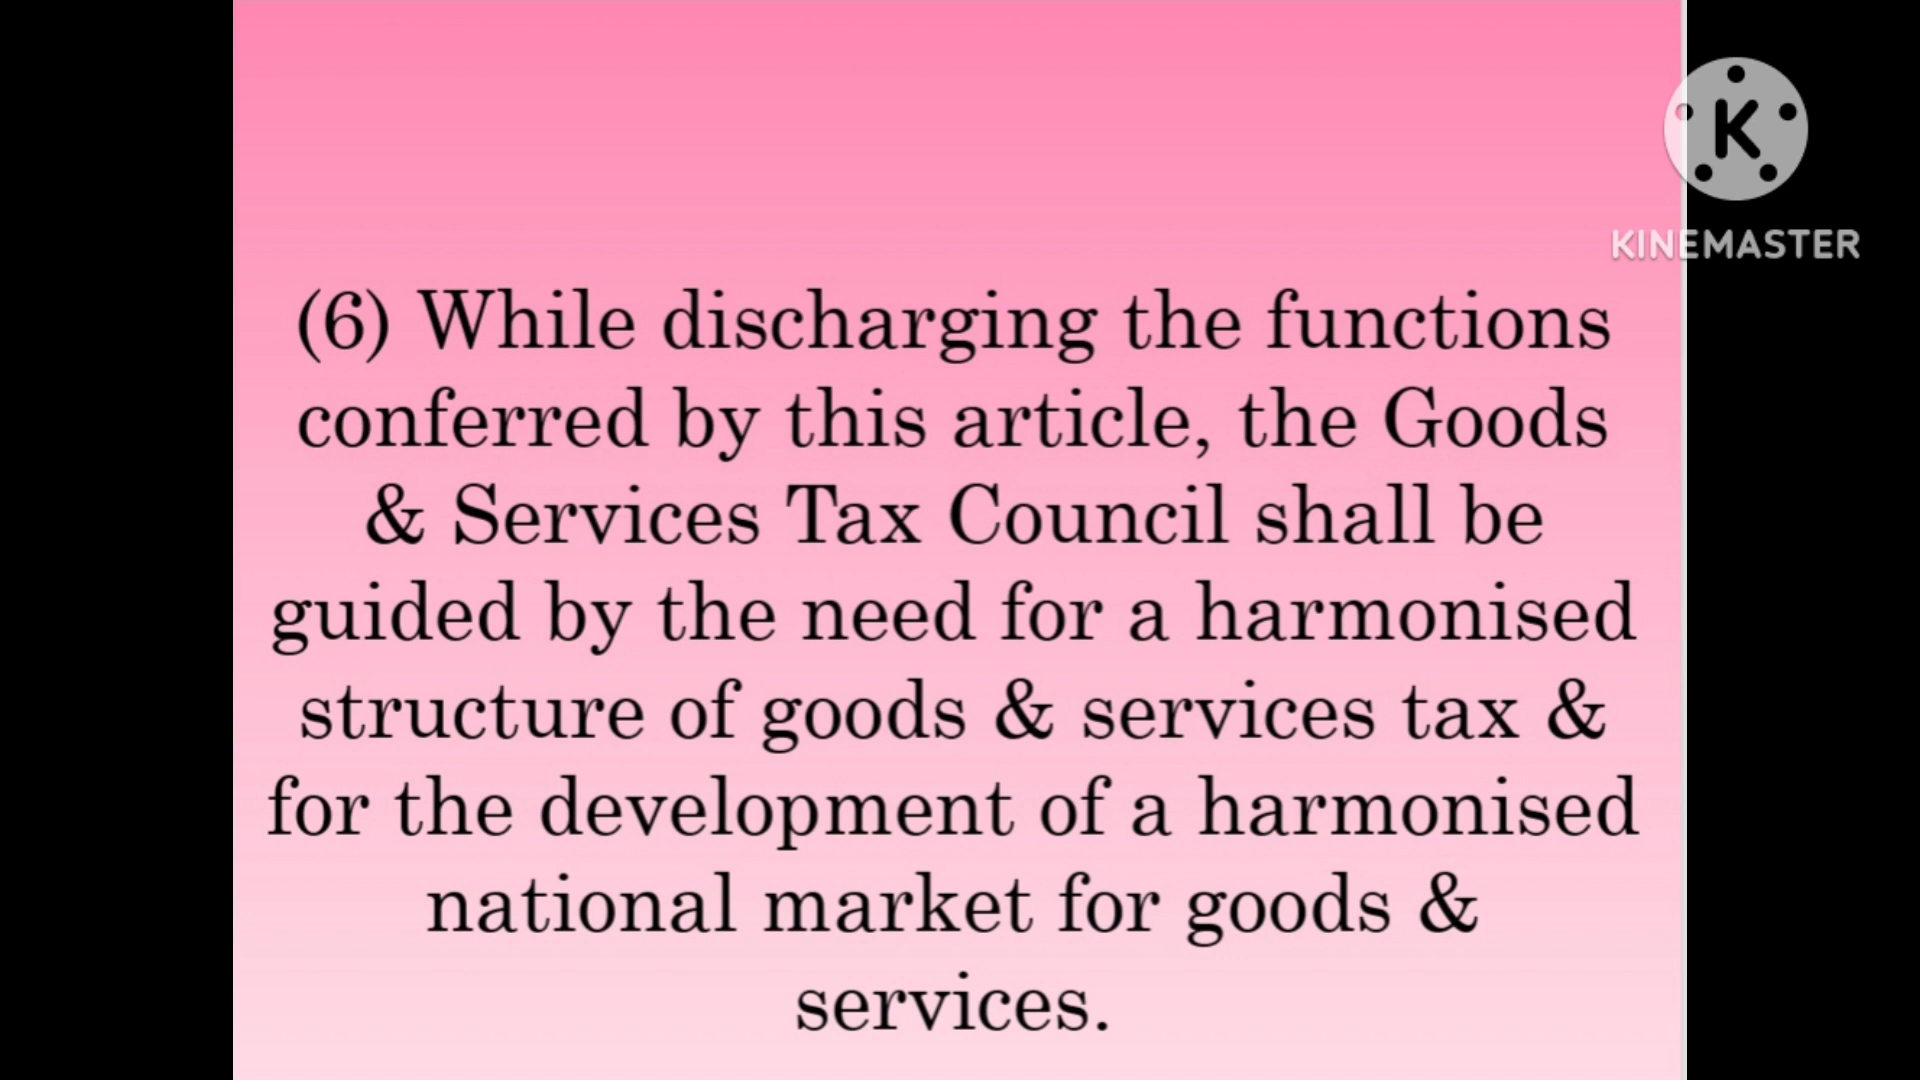 K
KINEMASTER
(6) While discharging the functions
conferred by this article, the Goods
& Services Tax Council shall be
guided by the need for a harmonised
structure of goods & services tax &
for the development of a harmonised
national market for goods &
services.